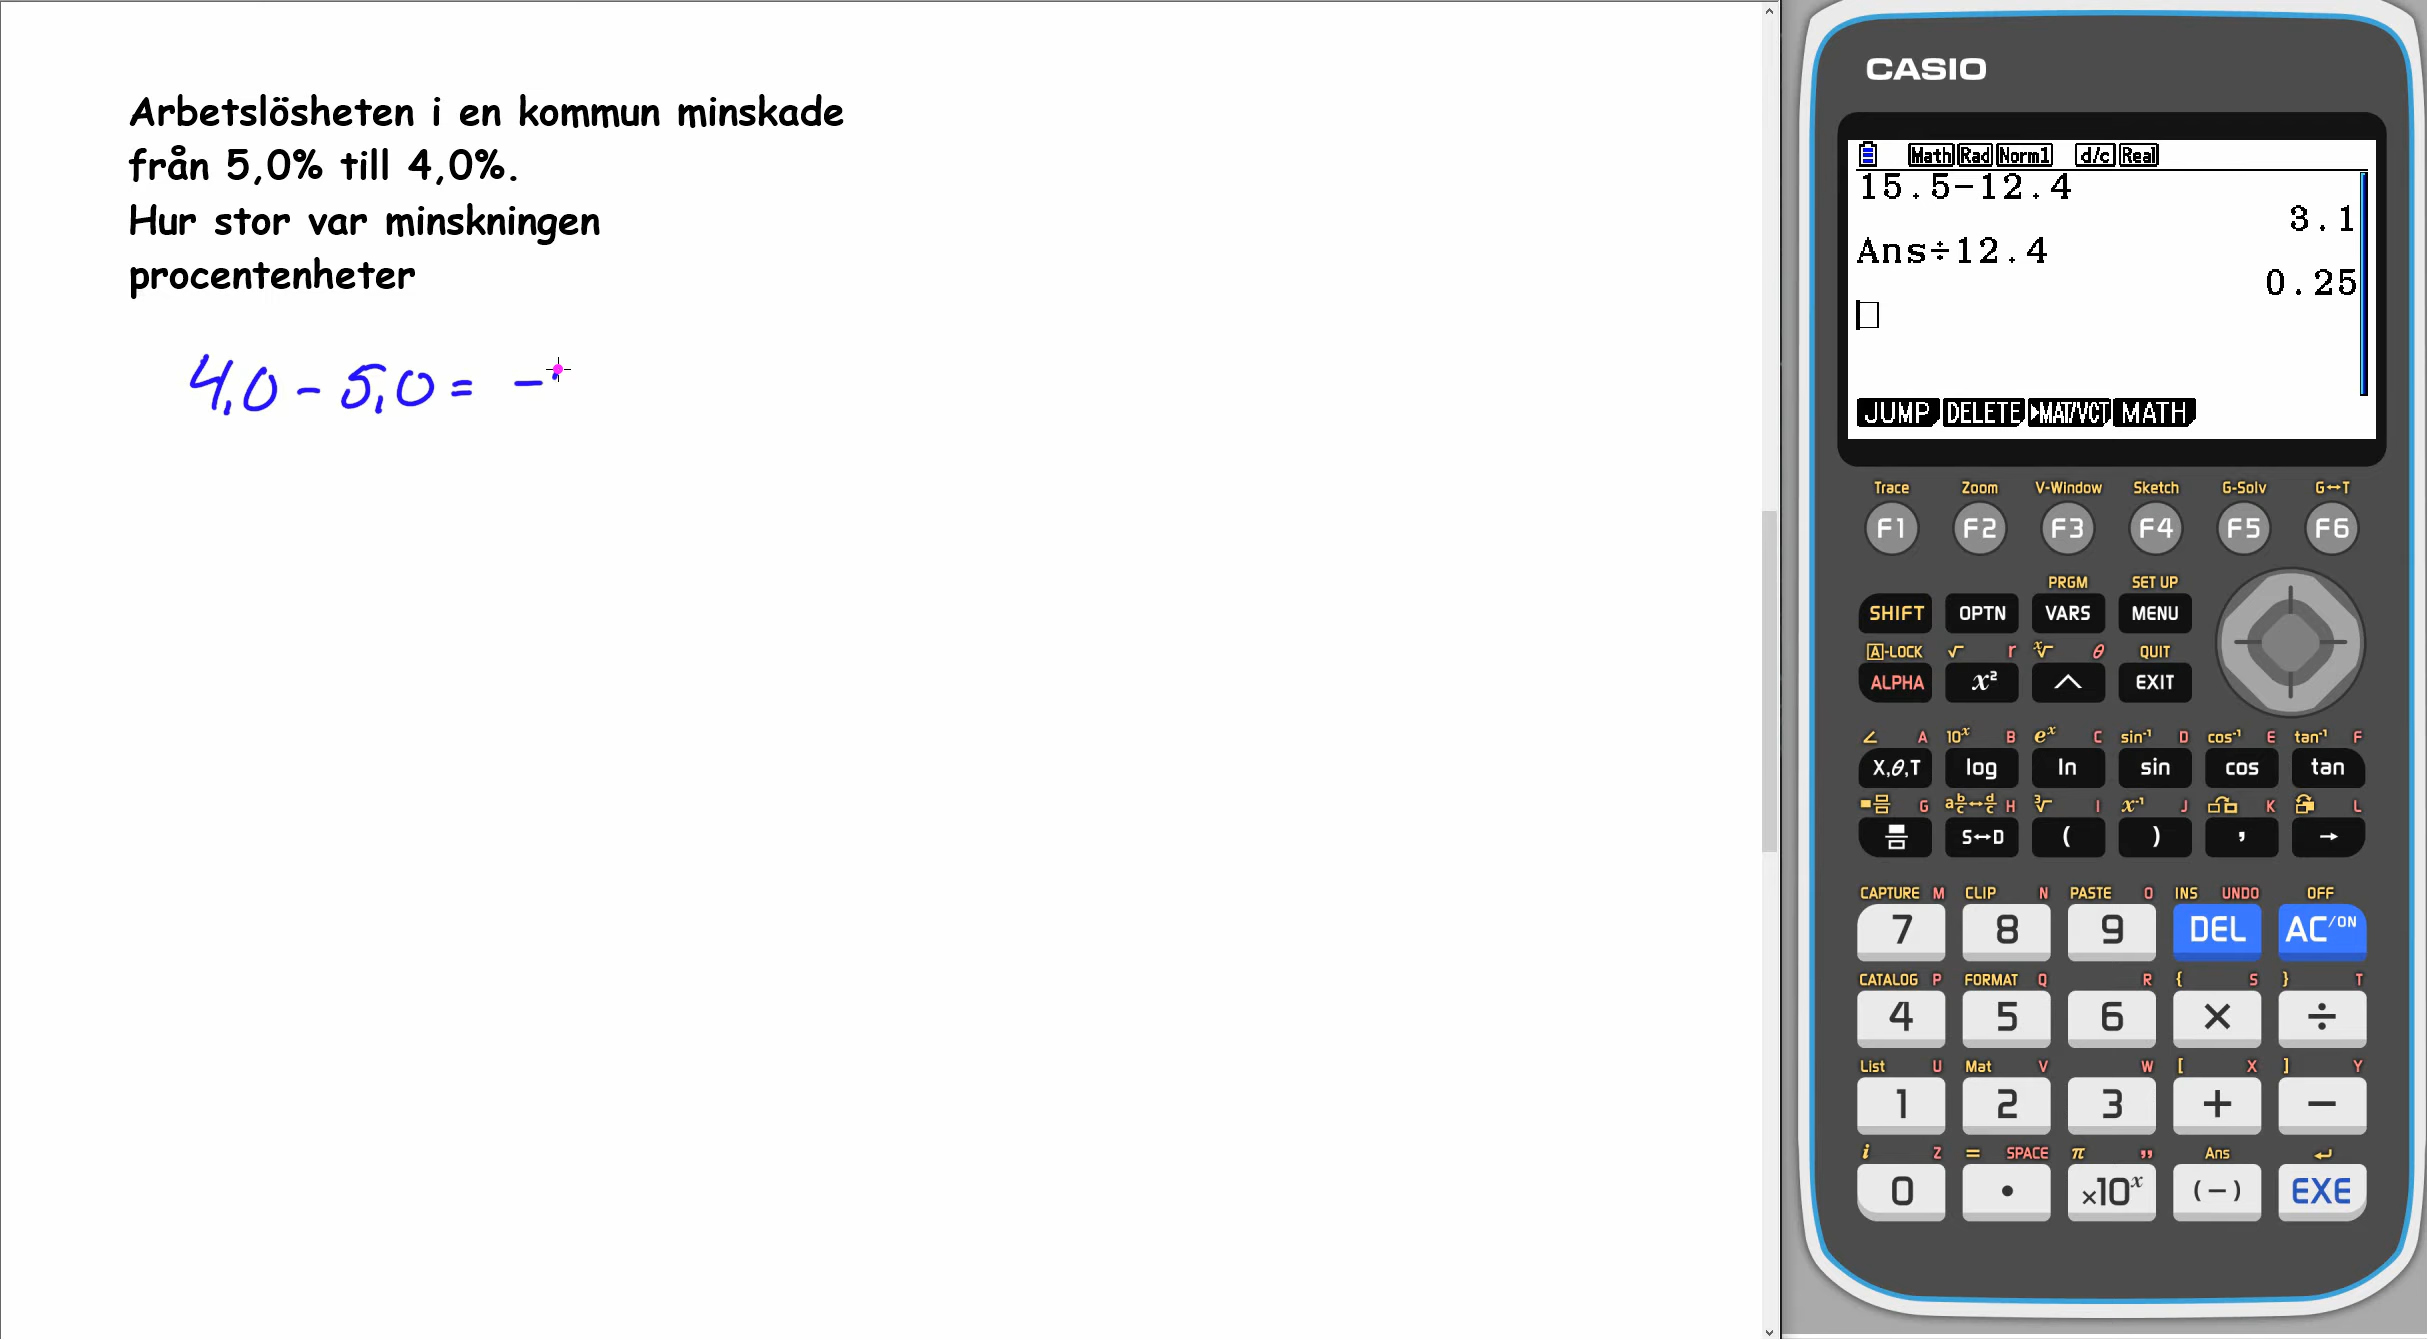 Arbetslösheten i en kommun minskade
från 5,0% till 4,0%.
Hur stor var minskningen
procentenheter
4,0 - 5,0 = -
CASIO
Math Rad Norm1 d/c Real
15.5-12.4
3.1
Ans÷12.4
0.25
JUMP DELETE ▶MAT/VCT MATH
Trace Zoom V-Window Sketch G-Solv G↔T
F1 F2 F3 F4 F5 F6
PRGM SET UP
SHIFT OPTN VARS MENU
A-LOCK √ r ˣ√ θ QUIT
ALPHA x² ^ EXIT
∠ A 10ˣ B eˣ C sin⁻¹ D cos⁻¹ E tan⁻¹ F
X,θ,T log ln sin cos tan
G a b/c↔d/c H ³√ I x⁻¹ J K L
S↔D ( ) , →
CAPTURE M CLIP N PASTE O INS UNDO OFF
7 8 9 DEL AC/ON
CATALOG P FORMAT Q R { S } T
4 5 6 × ÷
List U Mat V W [ X ] Y
1 2 3 + −
i Z = SPACE π " Ans ↵
0 • ×10ˣ (−) EXE